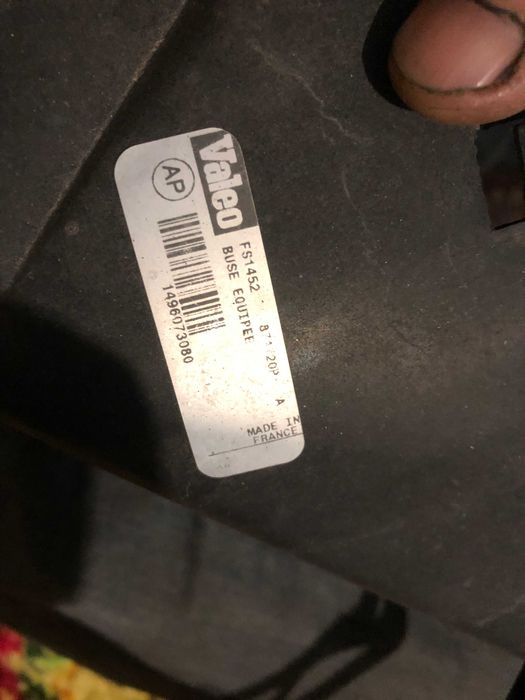 Valeo
AP
FS1452 A
BUSE EQUIPEE
1496073080
MADE IN
FRANCE